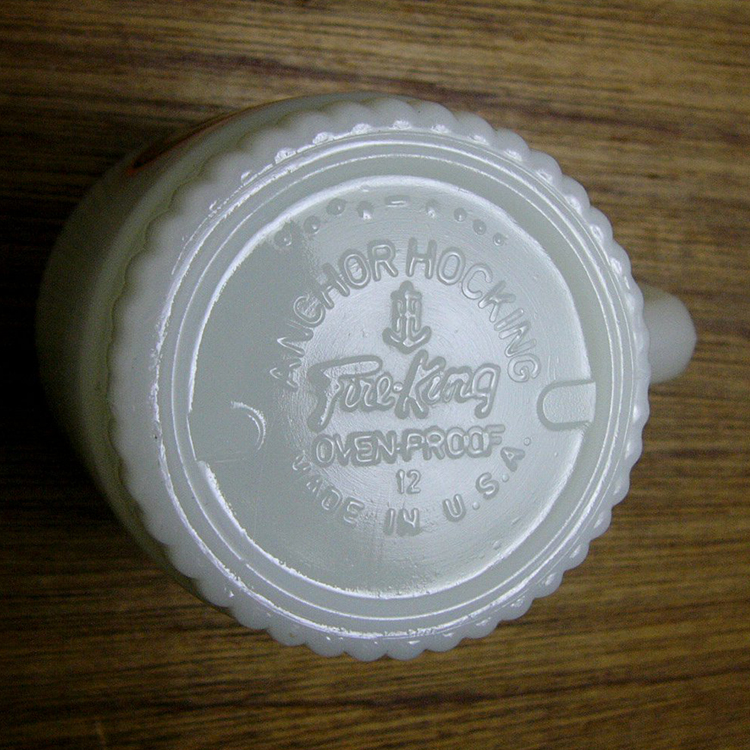 ANCHOR HOCKING
Fire-King
OVEN-PROOF
12
MADE IN U.S.A.